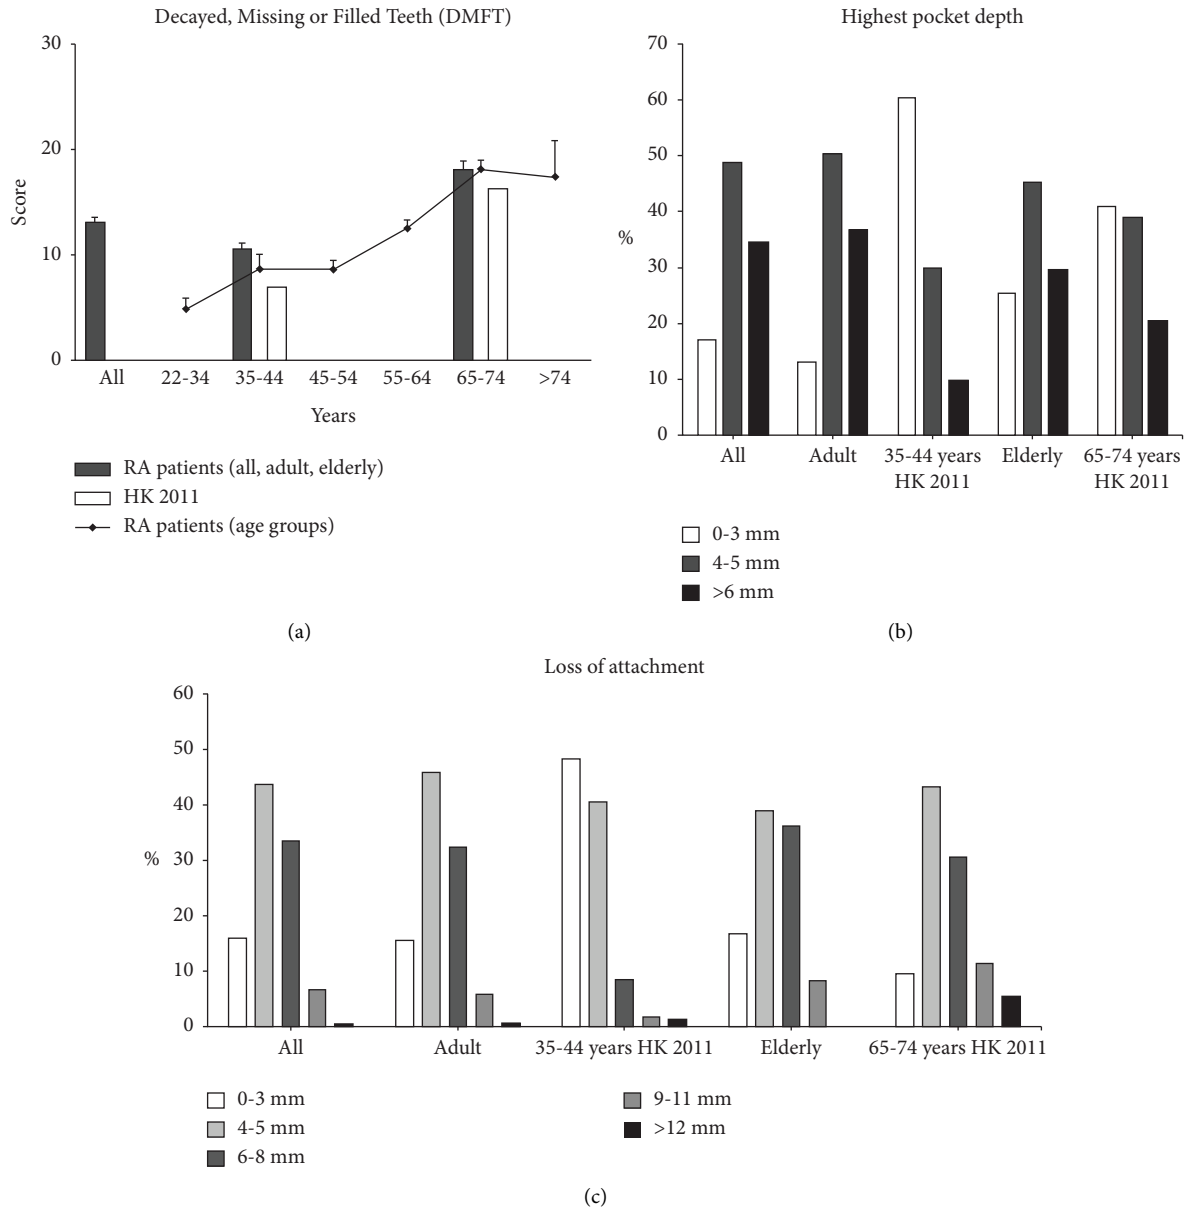 Decayed, Missing or Filled Teeth (DMFT)
30
20
10
0
Score
All 22-34 35-44 45-54 55-64 65-74 >74
Years
RA patients (all, adult, elderly)
HK 2011
RA patients (age groups)
(a)
Highest pocket depth
70
60
50
40
30
20
10
0
%
All Adult 35-44 years Elderly 65-74 years
HK 2011 HK 2011
0-3 mm
4-5 mm
>6 mm
(b)
Loss of attachment
60
50
40
30
20
10
0
%
All Adult 35-44 years HK 2011 Elderly 65-74 years HK 2011
0-3 mm
4-5 mm
6-8 mm
9-11 mm
>12 mm
(c)